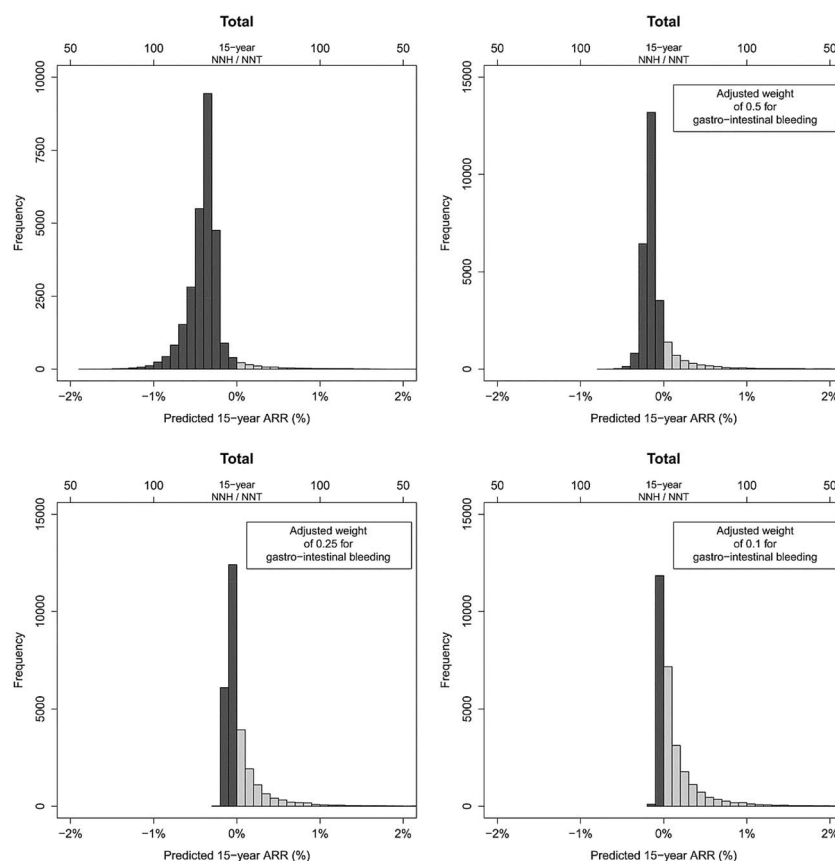 Total
50 100 15-year 100 50
NNH / NNT
10000
7500
5000
2500
0
Frequency
−2% −1% 0% 1% 2%
Predicted 15-year ARR (%)
Total
50 100 15-year 100 50
NNH / NNT
15000
10000
5000
0
Frequency
Adjusted weight
of 0.5 for
gastro-intestinal bleeding
−2% −1% 0% 1% 2%
Predicted 15-year ARR (%)
Total
50 100 15-year 100 50
NNH / NNT
15000
10000
5000
0
Frequency
Adjusted weight
of 0.25 for
gastro-intestinal bleeding
−2% −1% 0% 1% 2%
Predicted 15-year ARR (%)
Total
50 100 15-year 100 50
NNH / NNT
15000
10000
5000
0
Frequency
Adjusted weight
of 0.1 for
gastro-intestinal bleeding
−2% −1% 0% 1% 2%
Predicted 15-year ARR (%)